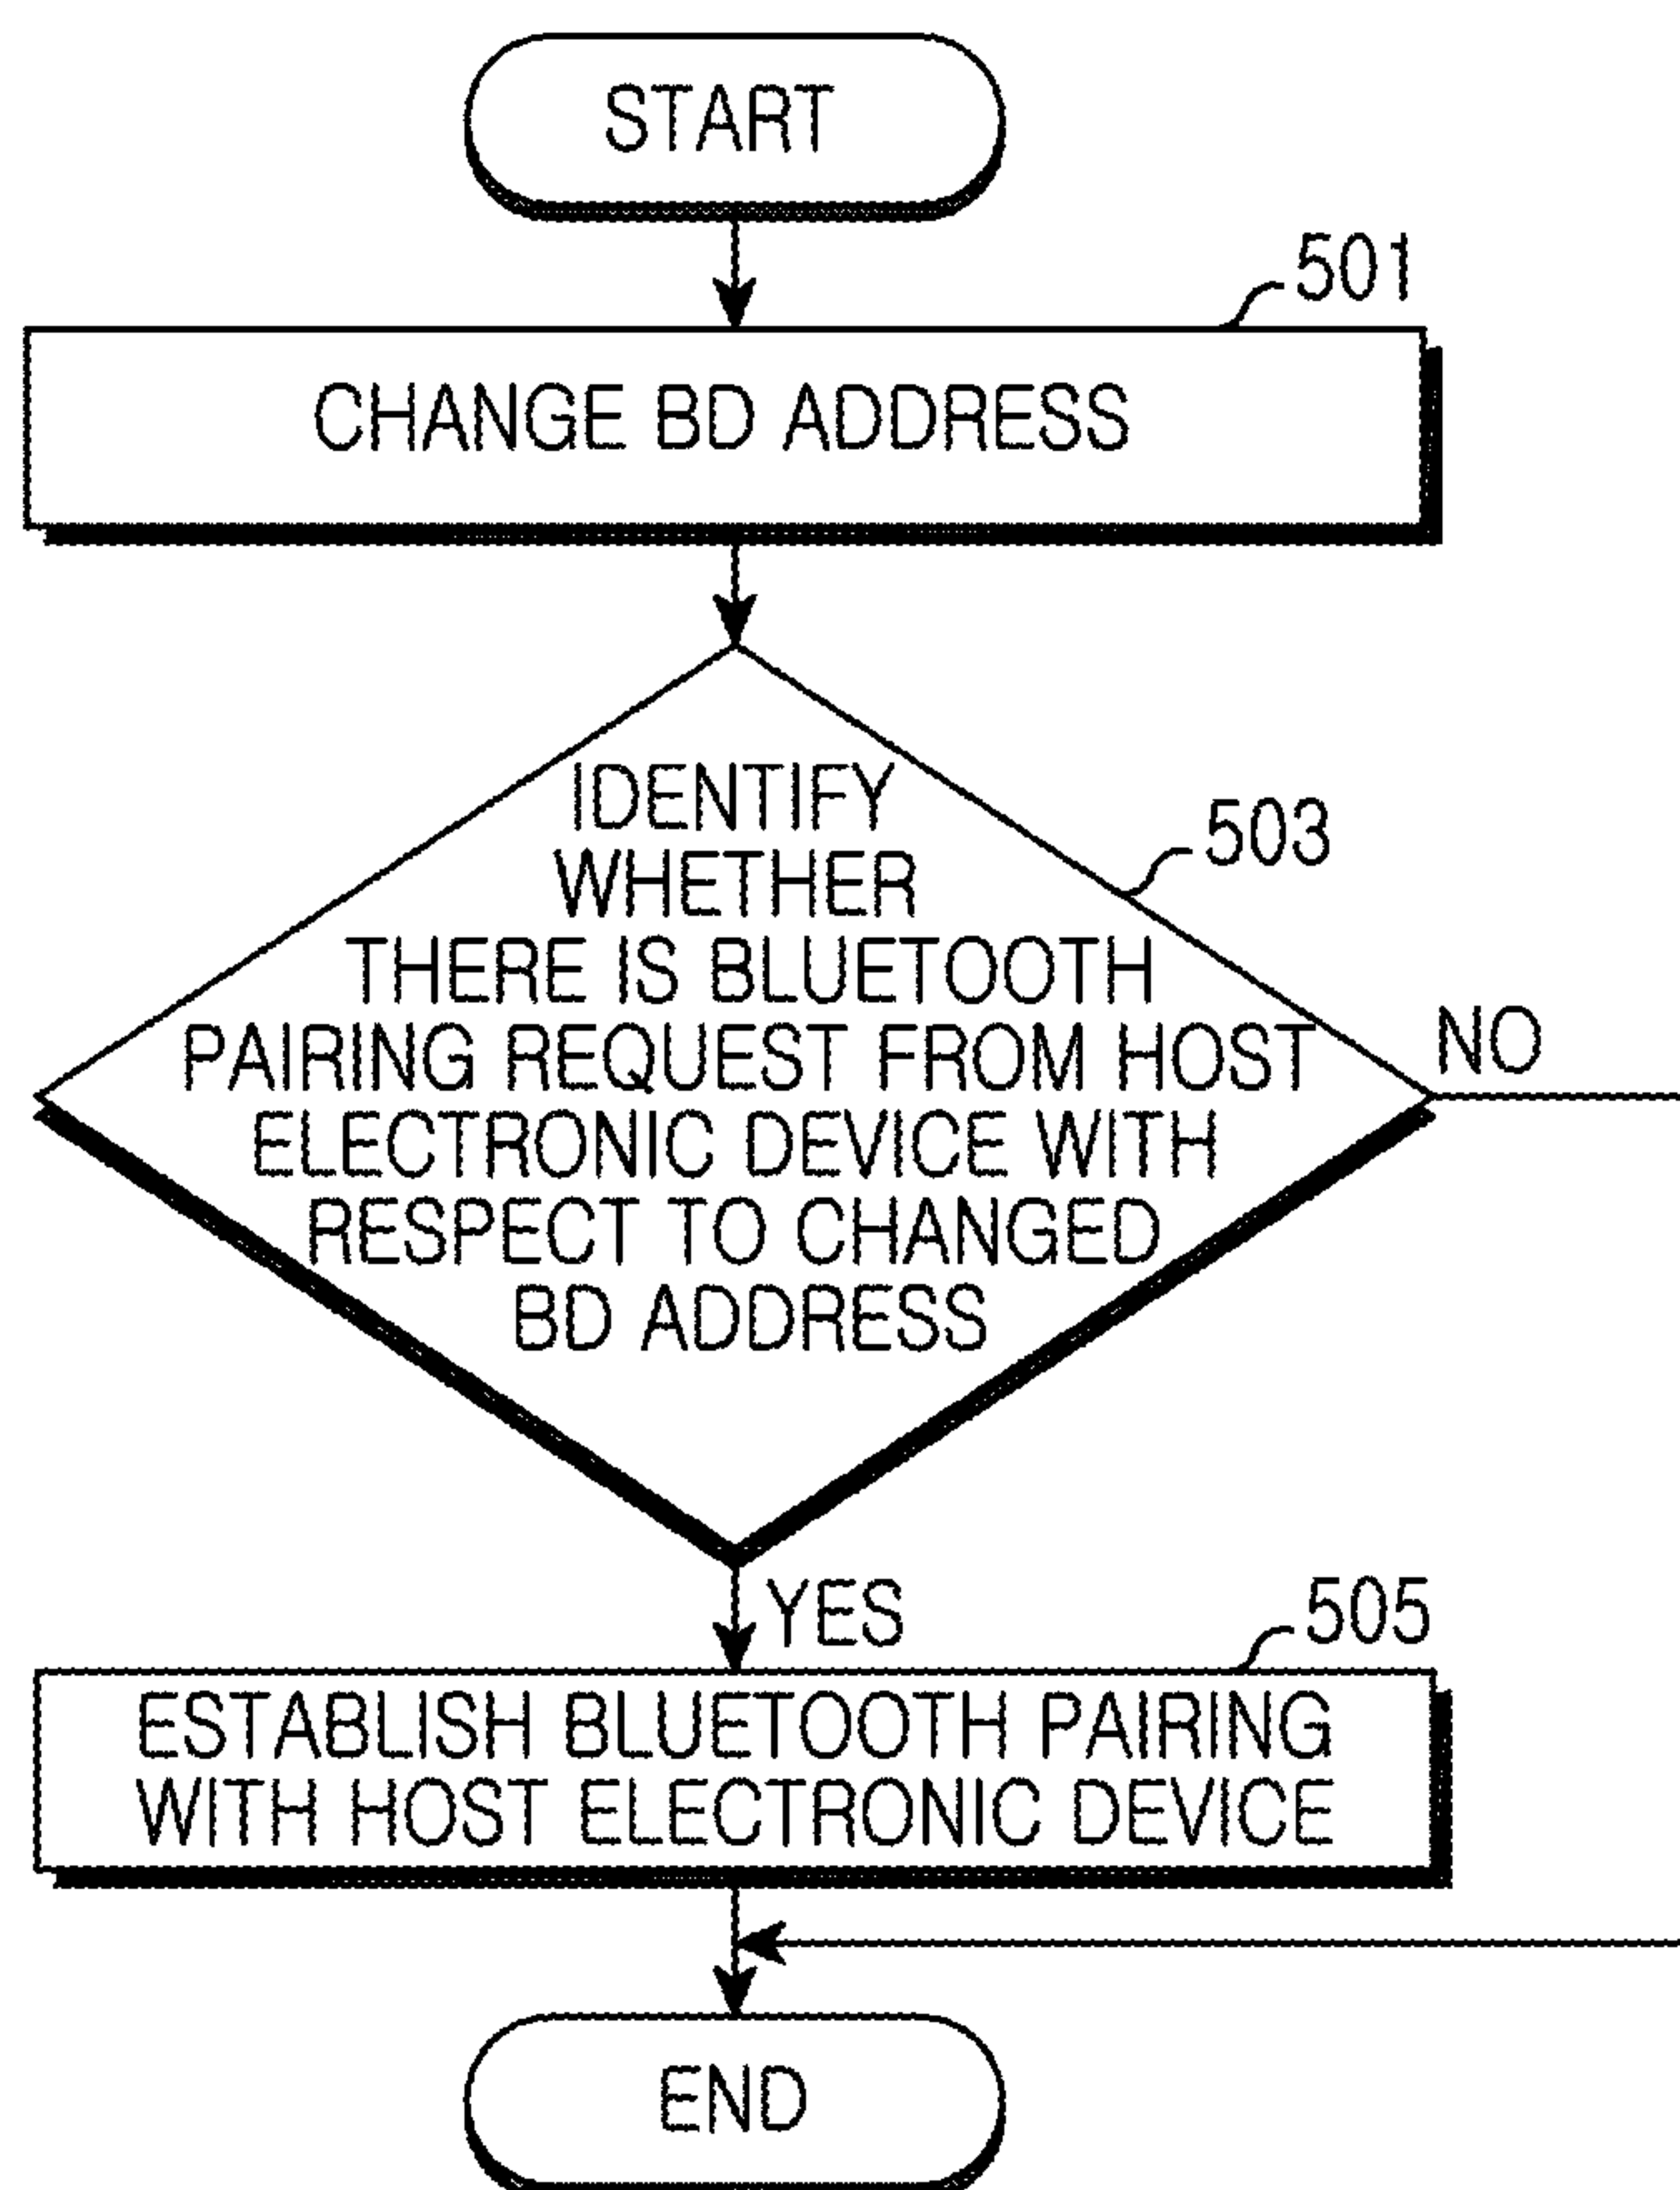 START
501
CHANGE BD ADDRESS
IDENTIFY
WHETHER
503
THERE IS BLUETOOTH
PAIRING REQUEST FROM HOST
NO
ELECTRONIC DEVICE WITH
RESPECT TO CHANGED
BD ADDRESS
YES
505
ESTABLISH BLUETOOTH PAIRING
WITH HOST ELECTRONIC DEVICE
END